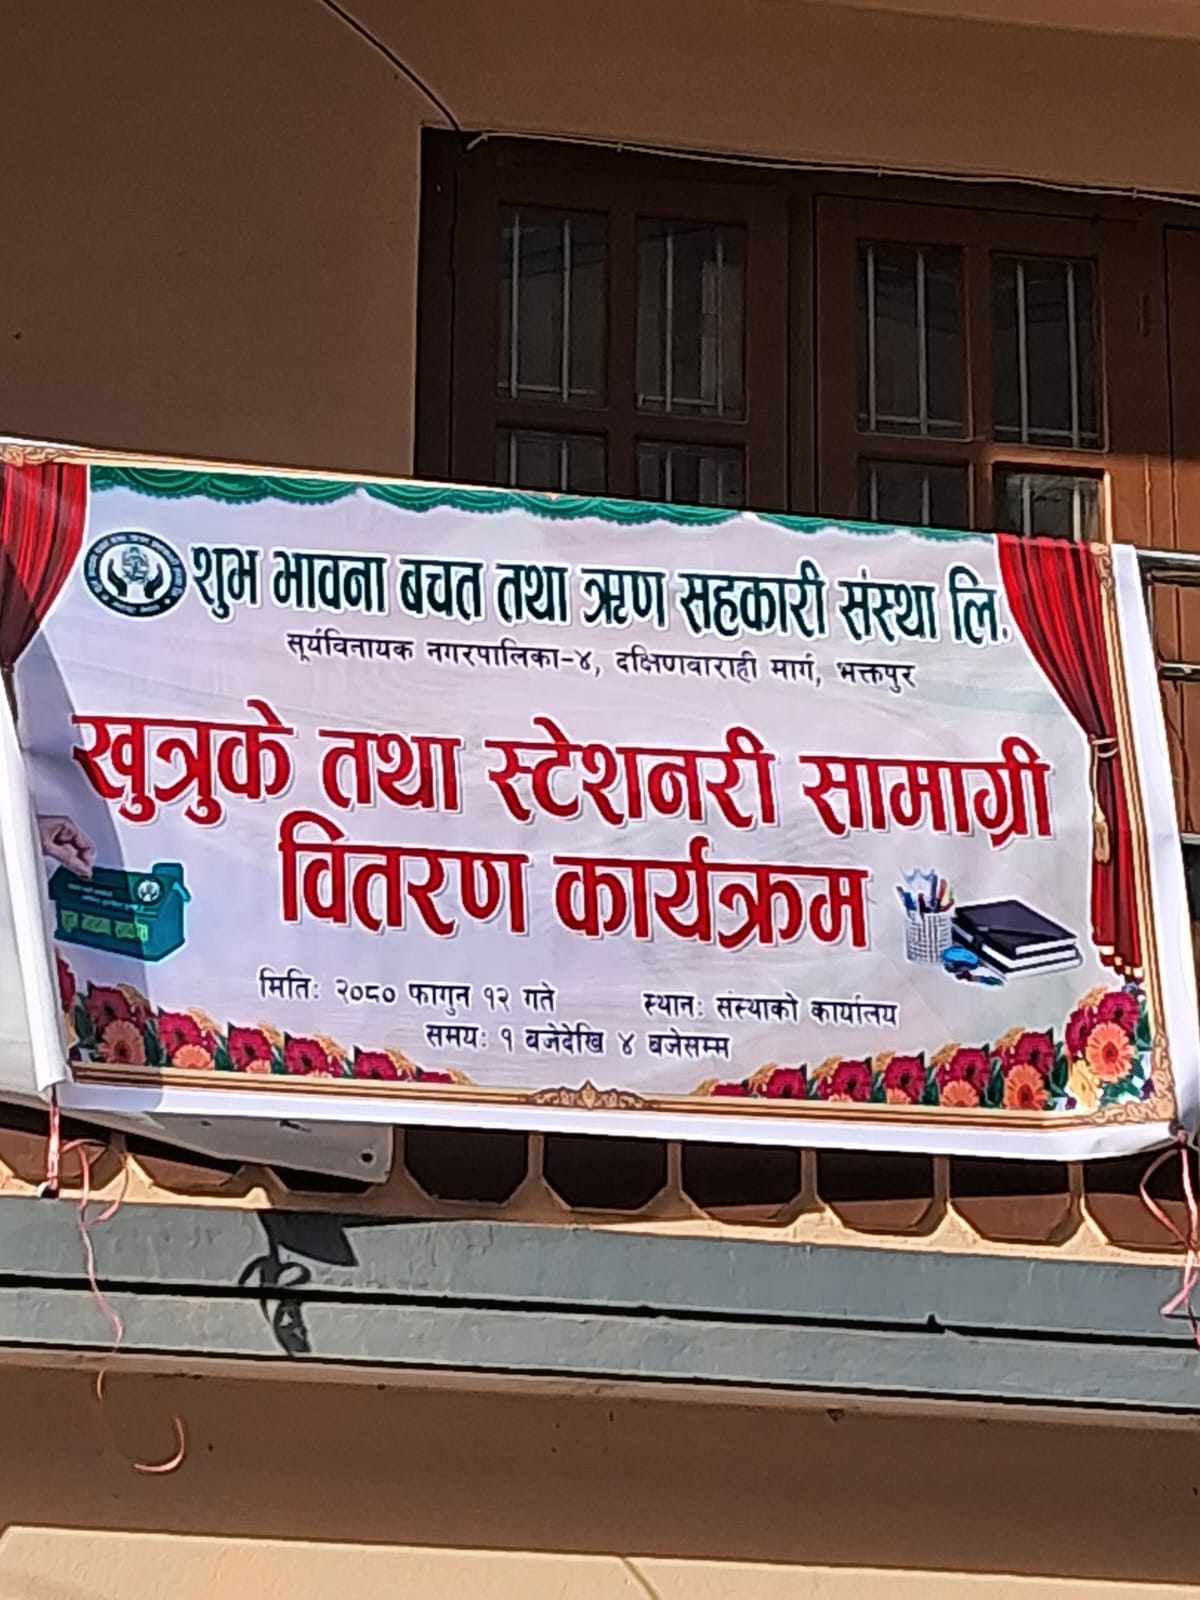 शुभ भावना बचत तथा ऋण सहकारी संस्था लि.
सूर्यविनायक नगरपालिका-४, दक्षिणवाराही मार्ग, भक्तपुर
खुत्रुके तथा स्टेशनरी सामाग्री
वितरण कार्यक्रम
मिति: २०८० फागुन १२ गते
स्थान: संस्थाको कार्यालय
समय: १ बजेदेखि ४ बजेसम्म